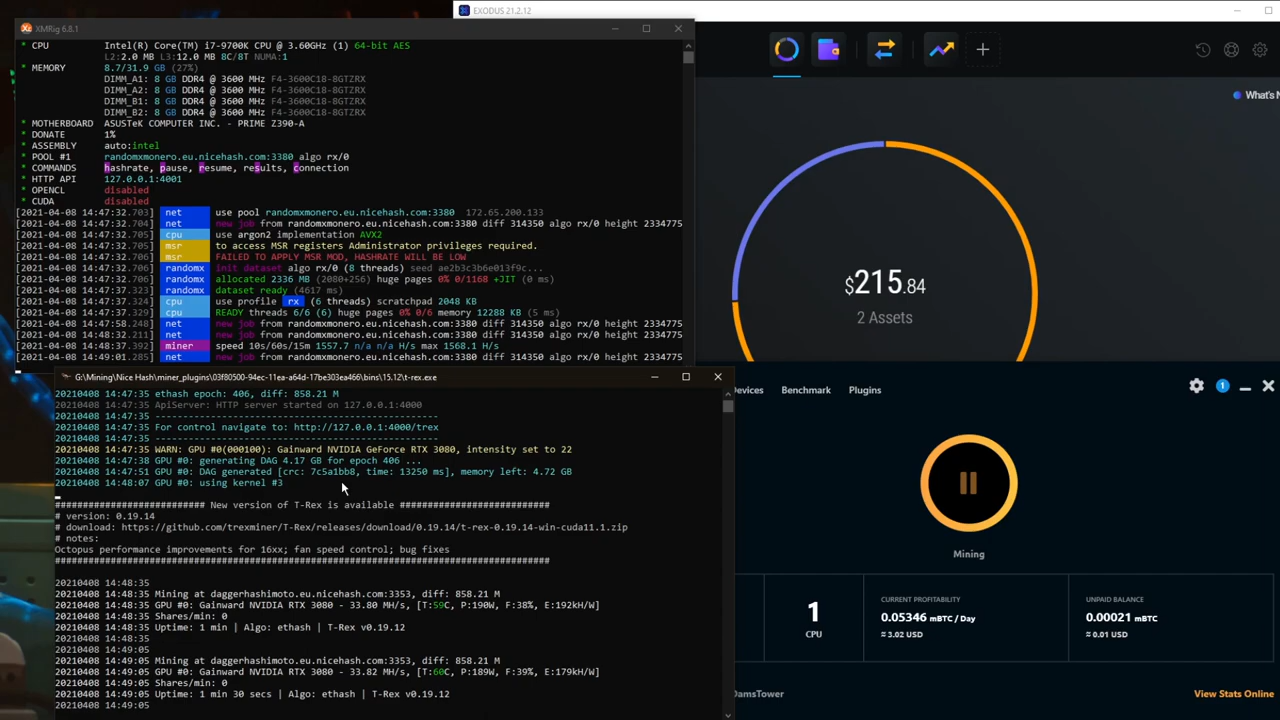 XMRig 6.8.1
* CPU Intel(R) Core(TM) i7-9700K CPU @ 3.60GHz (1) 64-bit AES
L2:2.0 MB L3:12.0 MB 8C/8T NUMA:1
* MEMORY 8.7/31.9 GB (27%)
DIMM_A1: 8 GB DDR4 @ 3600 MHz F4-3600C18-8GTZRX
DIMM_A2: 8 GB DDR4 @ 3600 MHz F4-3600C18-8GTZRX
DIMM_B1: 8 GB DDR4 @ 3600 MHz F4-3600C18-8GTZRX
DIMM_B2: 8 GB DDR4 @ 3600 MHz F4-3600C18-8GTZRX
* MOTHERBOARD ASUSTeK COMPUTER INC. - PRIME Z390-A
* DONATE 1%
* ASSEMBLY auto:intel
* POOL #1 randomxmonero.eu.nicehash.com:3380 algo rx/0
* COMMANDS hashrate, pause, resume, results, connection
* HTTP API 127.0.0.1:4001
* OPENCL disabled
* CUDA disabled
[2021-04-08 14:47:32.703] net use pool randomxmonero.eu.nicehash.com:3380 172.65.200.133
[2021-04-08 14:47:32.704] net new job from randomxmonero.eu.nicehash.com:3380 diff 314350 algo rx/0 height 2334775
[2021-04-08 14:47:32.705] cpu use argon2 implementation AVX2
[2021-04-08 14:47:32.706] msr to access MSR registers Administrator privileges required.
[2021-04-08 14:47:32.706] msr FAILED TO APPLY MSR MOD, HASHRATE WILL BE LOW
[2021-04-08 14:47:32.706] randomx init dataset algo rx/0 (8 threads) seed ae2b3c3b6e013f9c...
[2021-04-08 14:47:32.708] randomx allocated 2336 MB (2080+256) huge pages 0% 0/1168 +JIT (0 ms)
[2021-04-08 14:47:37.324] randomx dataset ready (4617 ms)
[2021-04-08 14:47:37.324] cpu use profile rx (6 threads) scratchpad 2048 KB
[2021-04-08 14:47:37.329] cpu READY threads 6/6 (6) huge pages 0% 0/6 memory 12288 KB (5 ms)
[2021-04-08 14:47:58.248] net new job from randomxmonero.eu.nicehash.com:3380 diff 314350 algo rx/0 height 2334775
[2021-04-08 14:48:32.211] net new job from randomxmonero.eu.nicehash.com:3380 diff 314350 algo rx/0 height 2334775
[2021-04-08 14:48:37.392] miner speed 10s/60s/15m 1557.7 n/a n/a H/s max 1568.1 H/s
[2021-04-08 14:49:01.285] net new job from randomxmonero.eu.nicehash.com:3380 diff 314350 algo rx/0 height 2334775
G:\Mining\Nice Hash\miner_plugins\03f80500-94ec-11ea-a64d-17be303ea466\bins\15.12\t-rex.exe
20210408 14:47:35 ethash epoch: 406, diff: 858.21 M
20210408 14:47:35 ApiServer: HTTP server started on 127.0.0.1:4000
20210408 14:47:35 ---------------------------------------------------
20210408 14:47:35 For control navigate to: http://127.0.0.1:4000/trex
20210408 14:47:35 ---------------------------------------------------
20210408 14:47:35 WARN: GPU #0(000100): Gainward NVIDIA GeForce RTX 3080, intensity set to 22
20210408 14:47:38 GPU #0: generating DAG 4.17 GB for epoch 406 ...
20210408 14:47:51 GPU #0: DAG generated [crc: 7c5a1bb8, time: 13250 ms], memory left: 4.72 GB
20210408 14:48:07 GPU #0: using kernel #3
########################### New version of T-Rex is available ###########################
# version: 0.19.14
# download: https://github.com/trexminer/T-Rex/releases/download/0.19.14/t-rex-0.19.14-win-cuda11.1.zip
# notes:
Octopus performance improvements for 16xx; fan speed control; bug fixes
##########################################################################################
20210408 14:48:35
20210408 14:48:35 Mining at daggerhashimoto.eu.nicehash.com:3353, diff: 858.21 M
20210408 14:48:35 GPU #0: Gainward NVIDIA RTX 3080 - 33.80 MH/s, [T:59C, P:190W, F:38%, E:192kH/W]
20210408 14:48:35 Shares/min: 0
20210408 14:48:35 Uptime: 1 min | Algo: ethash | T-Rex v0.19.12
20210408 14:48:35
20210408 14:49:05
20210408 14:49:05 Mining at daggerhashimoto.eu.nicehash.com:3353, diff: 858.21 M
20210408 14:49:05 GPU #0: Gainward NVIDIA RTX 3080 - 33.82 MH/s, [T:60C, P:189W, F:39%, E:179kH/W]
20210408 14:49:05 Shares/min: 0
20210408 14:49:05 Uptime: 1 min 30 secs | Algo: ethash | T-Rex v0.19.12
20210408 14:49:05
EXODUS 21.2.12
What's N
$215.84
2 Assets
Devices Benchmark Plugins
1
Mining
1
CPU
CURRENT PROFITABILITY
0.05346 mBTC / Day
≈ 3.02 USD
UNPAID BALANCE
0.00021 mBTC
≈ 0.01 USD
DamsTower
View Stats Online